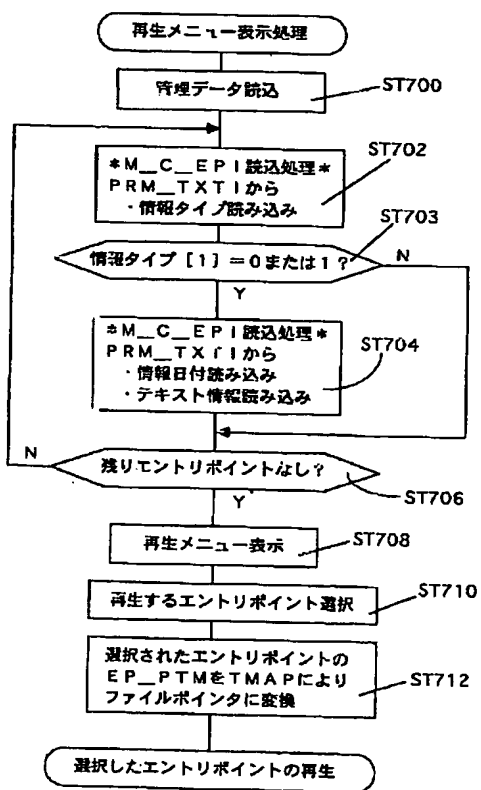 再生メニュー表示処理
管理データ読込
ST700
*M__C__EPI読込処理*
PRM__TXTIから
・情報タイプ読み込み
ST702
情報タイプ［1］＝0または1？
ST703
N
Y
*M__C__EPI読込処理*
PRM__TXTIから
・情報日付読み込み
・テキスト情報読み込み
ST704
残りエントリポイントなし？
N
ST706
Y
再生メニュー表示
ST708
再生するエントリポイント選択
ST710
選択されたエントリポイントの
EP__PTMをTMAPにより
ファイルポインタに変換
ST712
選択したエントリポイントの再生